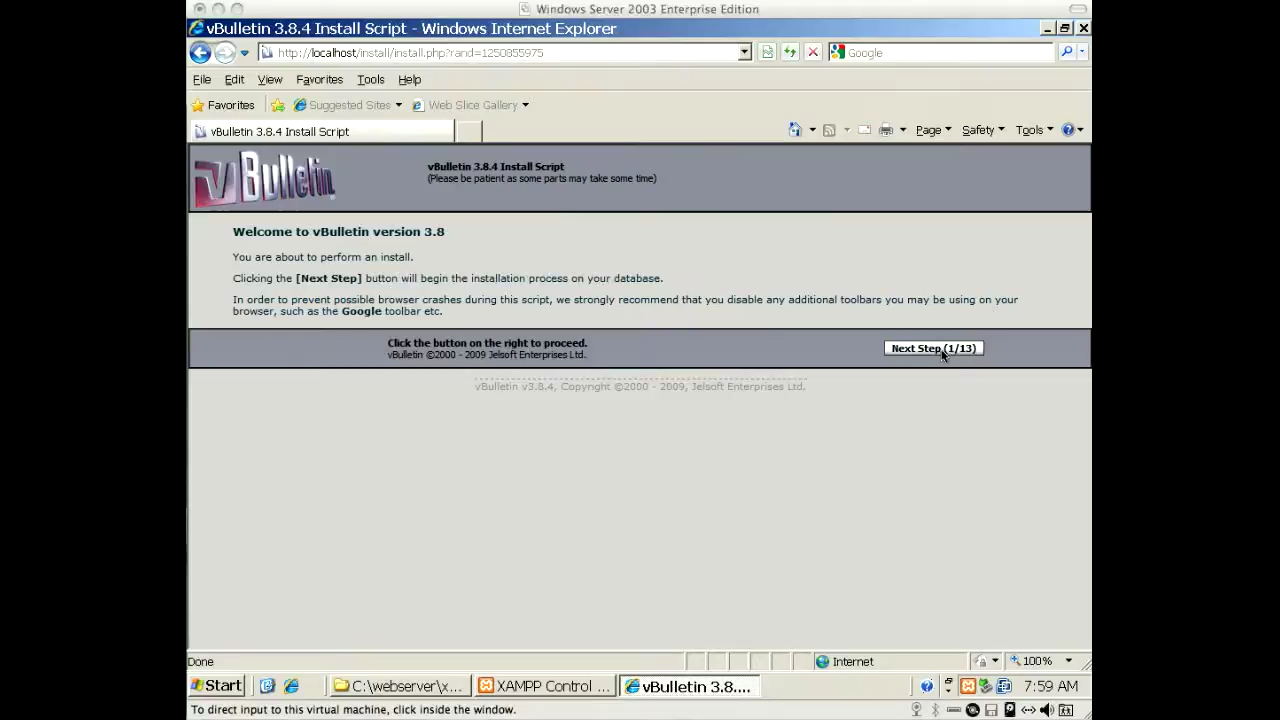 Windows Server 2003 Enterprise Edition
vBulletin 3.8.4 Install Script - Windows Internet Explorer
http://localhost/install/install.php?rand=1250855975
Google
File Edit View Favorites Tools Help
Favorites Suggested Sites Web Slice Gallery
vBulletin 3.8.4 Install Script
Page Safety Tools
vBulletin
vBulletin 3.8.4 Install Script
(Please be patient as some parts may take some time)
Welcome to vBulletin version 3.8
You are about to perform an install.
Clicking the [Next Step] button will begin the installation process on your database.
In order to prevent possible browser crashes during this script, we strongly recommend that you disable any additional toolbars you may be using on your
browser, such as the Google toolbar etc.
Click the button on the right to proceed.
vBulletin ©2000 - 2009 Jelsoft Enterprises Ltd.
Next Step (1/13)
vBulletin v3.8.4, Copyright ©2000 - 2009, Jelsoft Enterprises Ltd.
Done
Internet
100%
Start
C:\webserver\x...
XAMPP Control ...
vBulletin 3.8....
7:59 AM
To direct input to this virtual machine, click inside the window.